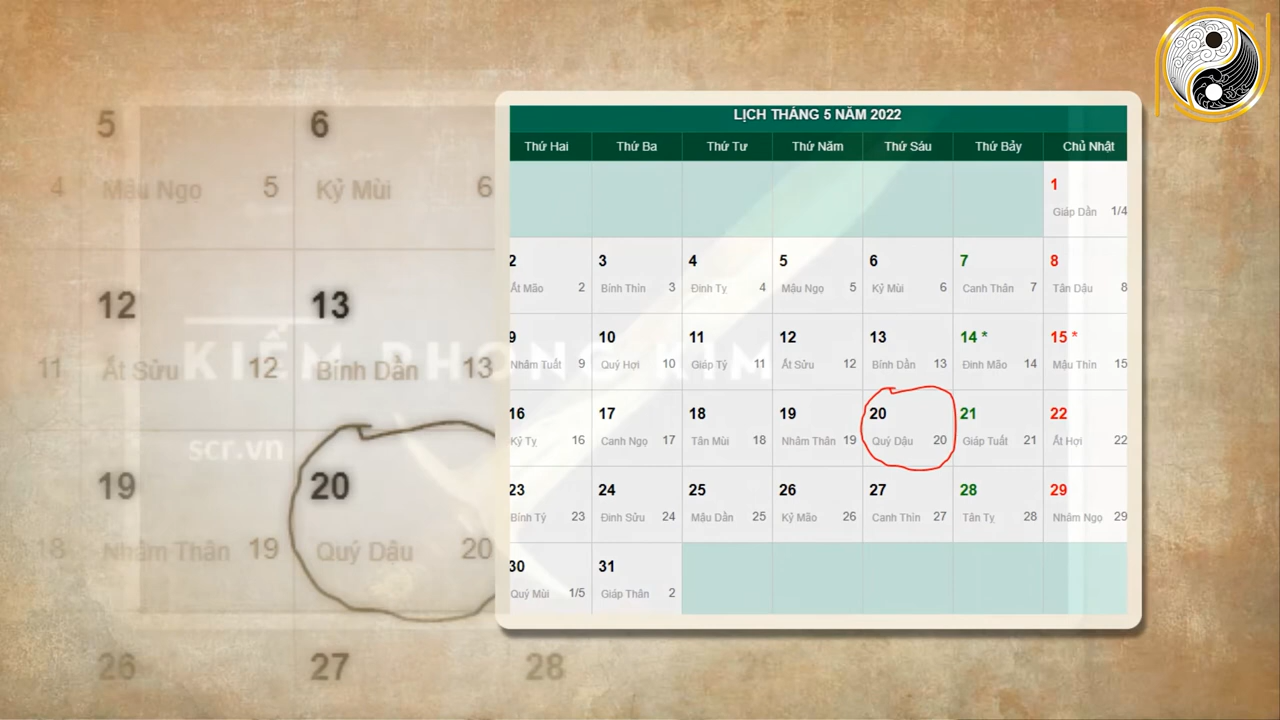 LỊCH THÁNG 5 NĂM 2022
Thứ Hai Thứ Ba Thứ Tư Thứ Năm Thứ Sáu Thứ Bảy Chủ Nhật
1
Giáp Dần 1/4
2 3 4 5 6 7 8
Ất Mão 2 Bính Thìn 3 Đinh Tỵ 4 Mậu Ngọ 5 Kỷ Mùi 6 Canh Thân 7 Tân Dậu 8
9 10 11 12 13 14 * 15 *
Nhâm Tuất 9 Quý Hợi 10 Giáp Tý 11 Ất Sửu 12 Bính Dần 13 Đinh Mão 14 Mậu Thìn 15
16 17 18 19 20 21 22
Kỷ Tỵ 16 Canh Ngọ 17 Tân Mùi 18 Nhâm Thân 19 Quý Dậu 20 Giáp Tuất 21 Ất Hợi 22
23 24 25 26 27 28 29
Bính Tý 23 Đinh Sửu 24 Mậu Dần 25 Kỷ Mão 26 Canh Thìn 27 Tân Tỵ 28 Nhâm Ngọ 29
30 31
Quý Mùi 1/5 Giáp Thân 2
5 6
4 Mậu Ngọ 5 Kỷ Mùi 6
12 13
11 Ất Sửu 12 Bính Dần 13
KIẾM PHONG KIM
scr.vn
19 20
18 Nhâm Thân 19 Quý Dậu 20
26 27 28